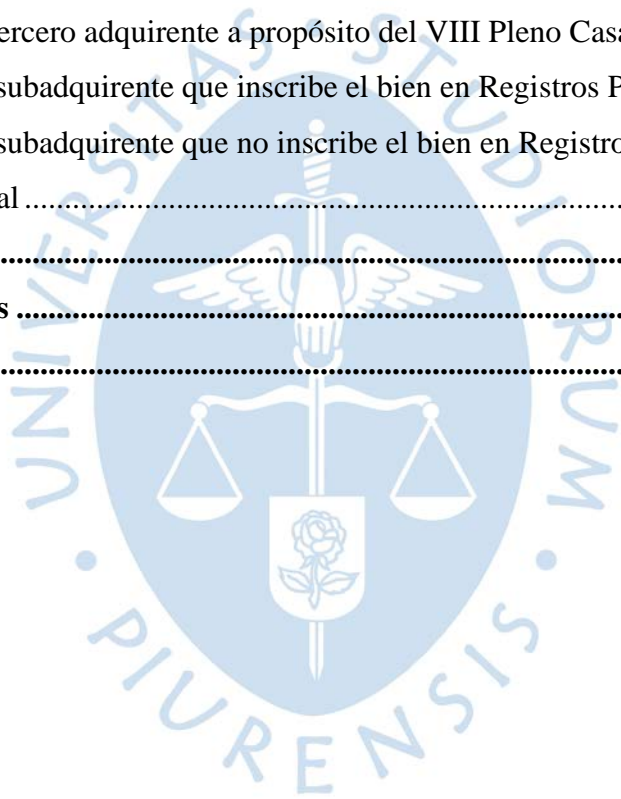 ercero adquirente a propósito del VIII Pleno Casa
subadquirente que inscribe el bien en Registros P
subadquirente que no inscribe el bien en Registro
al ..........................................................................................
..........................................................................................
s ..........................................................................................
..........................................................................................
UNIVERSITAS STUDIORUM • PIURENSIS •